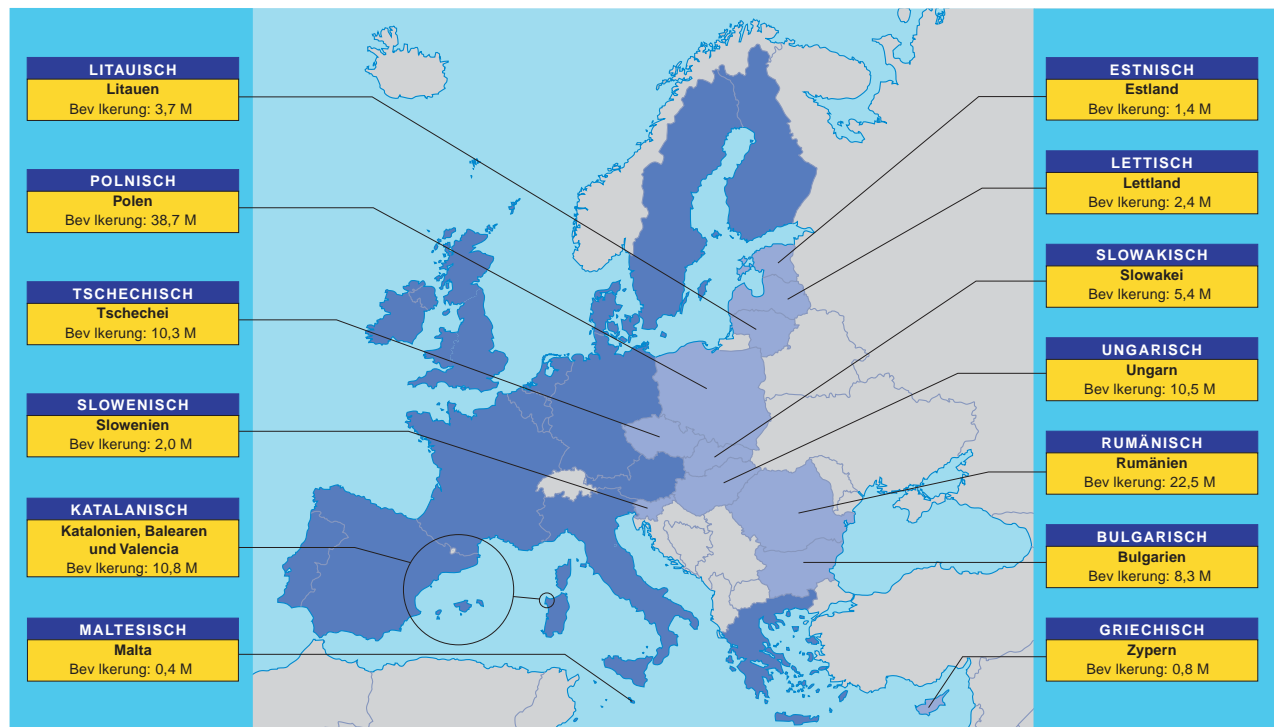 LITAUISCH
Litauen
Bev lkerung: 3,7 M
POLNISCH
Polen
Bev lkerung: 38,7 M
TSCHECHISCH
Tschechei
Bev lkerung: 10,3 M
SLOWENISCH
Slowenien
Bev lkerung: 2,0 M
KATALANISCH
Katalonien, Balearen
und Valencia
Bev lkerung: 10,8 M
MALTESISCH
Malta
Bev lkerung: 0,4 M
ESTNISCH
Estland
Bev lkerung: 1,4 M
LETTISCH
Lettland
Bev lkerung: 2,4 M
SLOWAKISCH
Slowakei
Bev lkerung: 5,4 M
UNGARISCH
Ungarn
Bev lkerung: 10,5 M
RUMÄNISCH
Rumänien
Bev lkerung: 22,5 M
BULGARISCH
Bulgarien
Bev lkerung: 8,3 M
GRIECHISCH
Zypern
Bev lkerung: 0,8 M